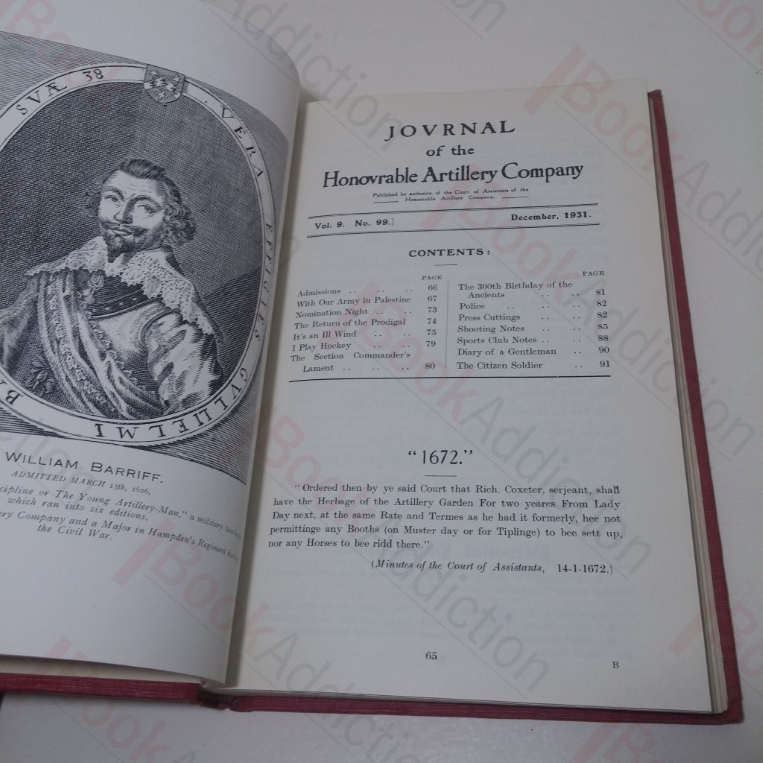 SVÆ 38 VERA EFFIGIES GVLIELMI BA
WILLIAM BARRIFF.
ADMITTED MARCH 13th, 1626.
cipline or The Young Artillery-Man," a military
which ran into six editions.
ry Company and a Major in Hampden's Regiment
the Civil War.
JOVRNAL
of the
Honovrable Artillery Company
Published by authority of the Court of Assistants of the
Honourable Artillery Company.
Vol. 9. No. 99.
December, 1931.
CONTENTS:
PAGE
Admissions .. .. .. 66
With Our Army in Palestine 67
Nomination Night .. .. 73
The Return of the Prodigal 74
It's an Ill Wind .. .. 75
I Play Hockey .. .. 79
The Section Commander's
Lament .. .. .. 80
PAGE
The 300th Birthday of the
Ancients .. .. 81
Police .. .. .. 82
Press Cuttings .. .. 82
Shooting Notes .. .. 85
Sports Club Notes .. .. 88
Diary of a Gentleman .. 90
The Citizen Soldier .. 91
"1672."
"Ordered then by ye said Court that Rich. Coxeter, serjeant, shall
have the Herbage of the Artillery Garden For two yeares From Lady
Day next, at the same Rate and Termes as he had it formerly, hee not
permittinge any Booths (on Muster day or for Tiplinge) to bee sett up,
nor any Horses to bee ridd there."
(Minutes of the Court of Assistants, 14-1-1672.)
65
B
BookAddiction